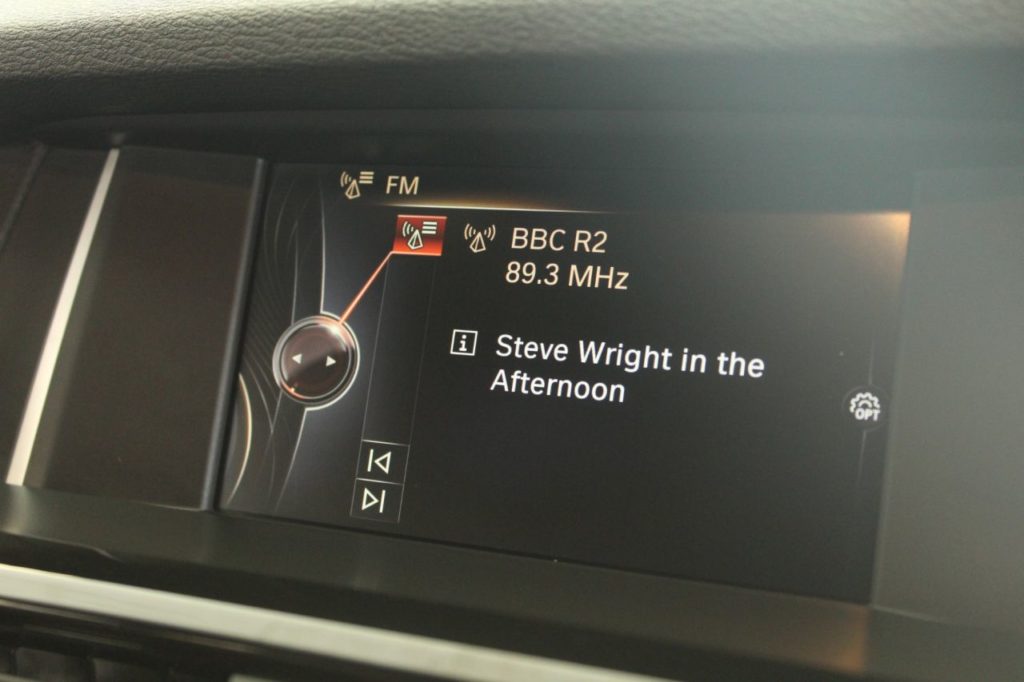 FM
BBC R2
89.3 MHz
i Steve Wright in the
Afternoon
OPT